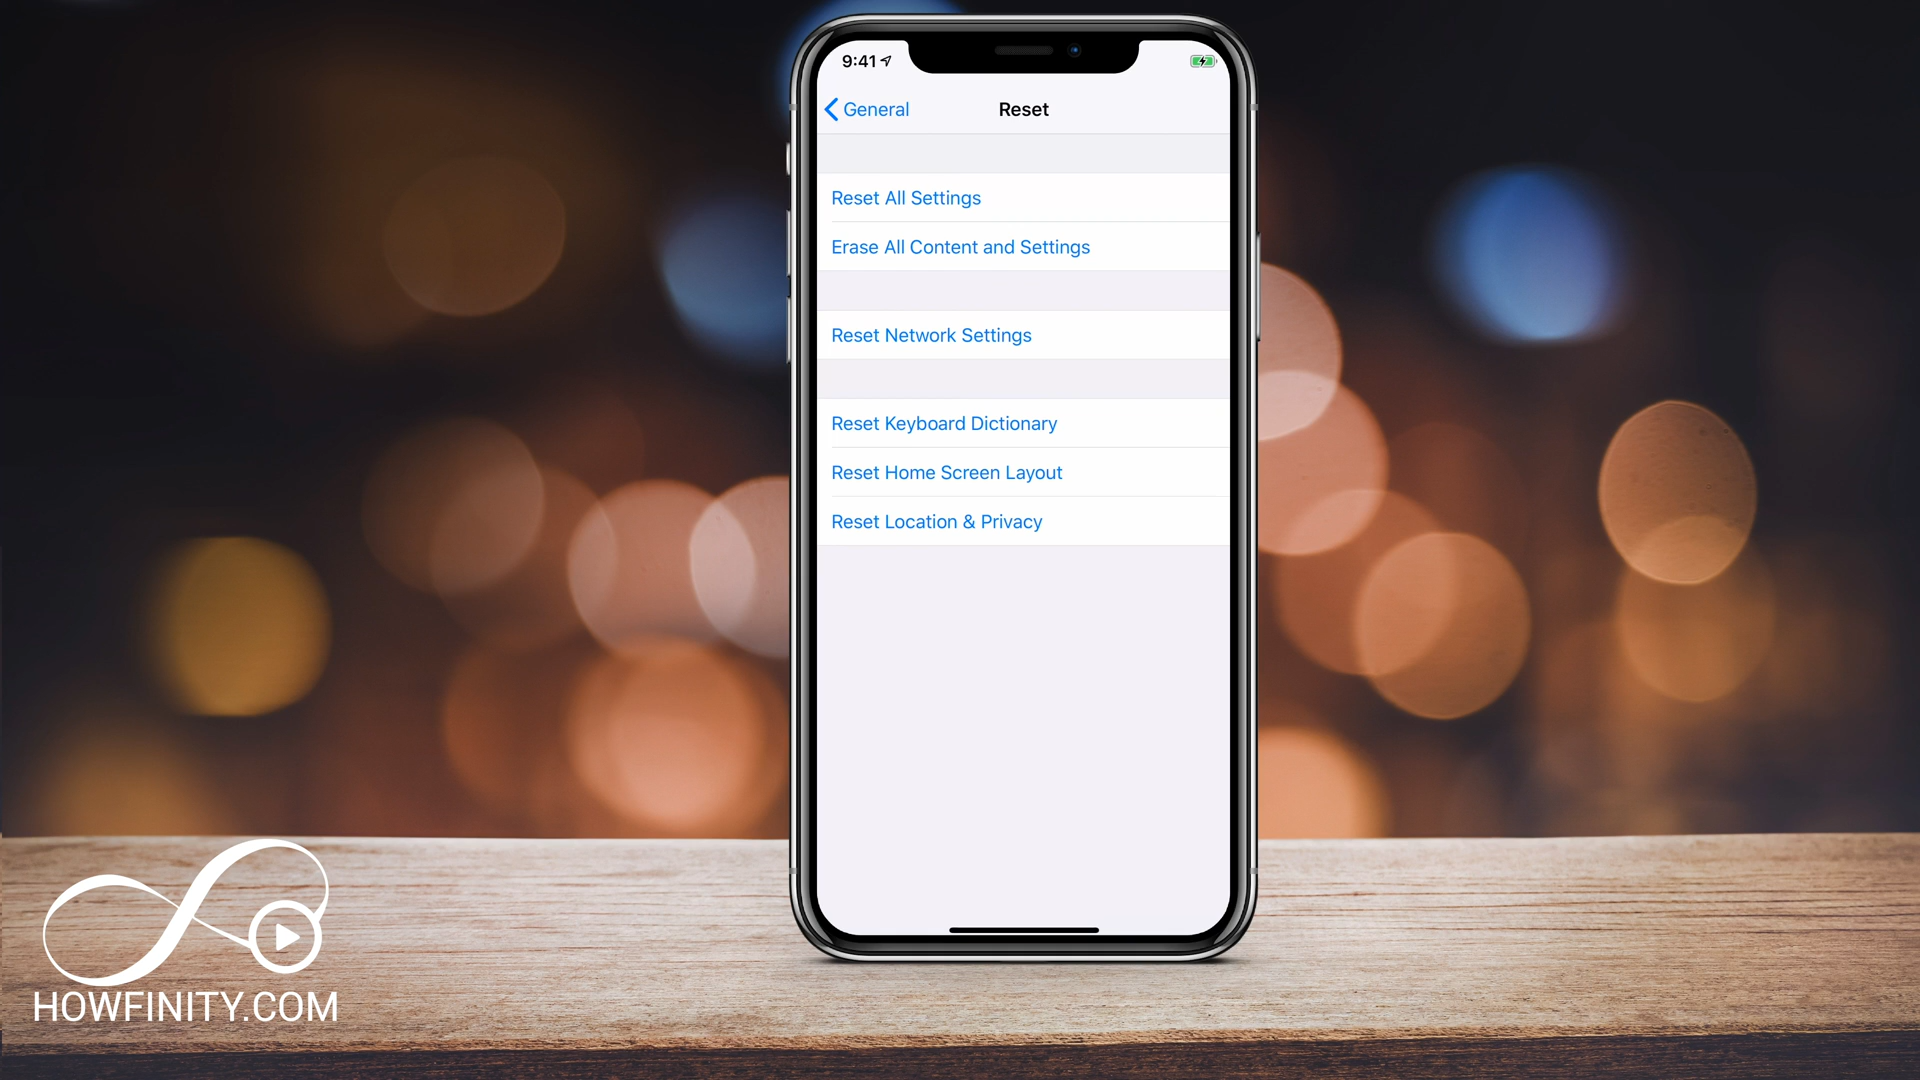 9:41
General
Reset
Reset All Settings
Erase All Content and Settings
Reset Network Settings
Reset Keyboard Dictionary
Reset Home Screen Layout
Reset Location & Privacy
HOWFINITY.COM